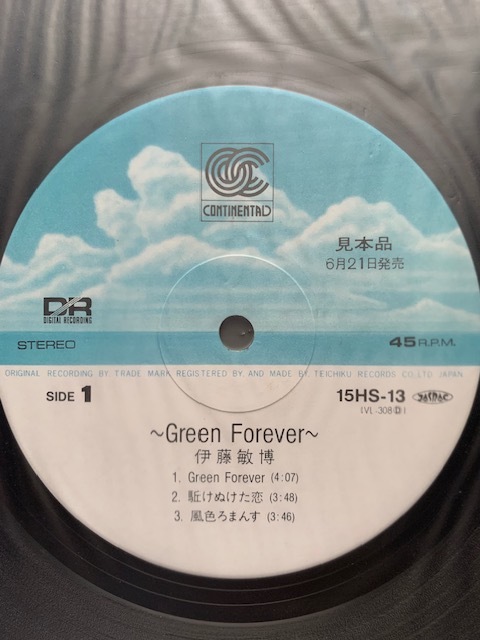 CONTINENTAL
見本品
6月21日発売
DR
DIGITAL RECORDING
STEREO
45 R.P.M.
ORIGINAL RECORDING BY TRADE MARK REGISTERED BY AND MADE BY TEICHIKU RECORDS CO., LTD. JAPAN.
SIDE 1
15HS-13
(VL-308D)
~Green Forever~
伊藤敏博
1. Green Forever (4:07)
2. 駈けぬけた恋 (3:48)
3. 風色ろまんす (3:46)